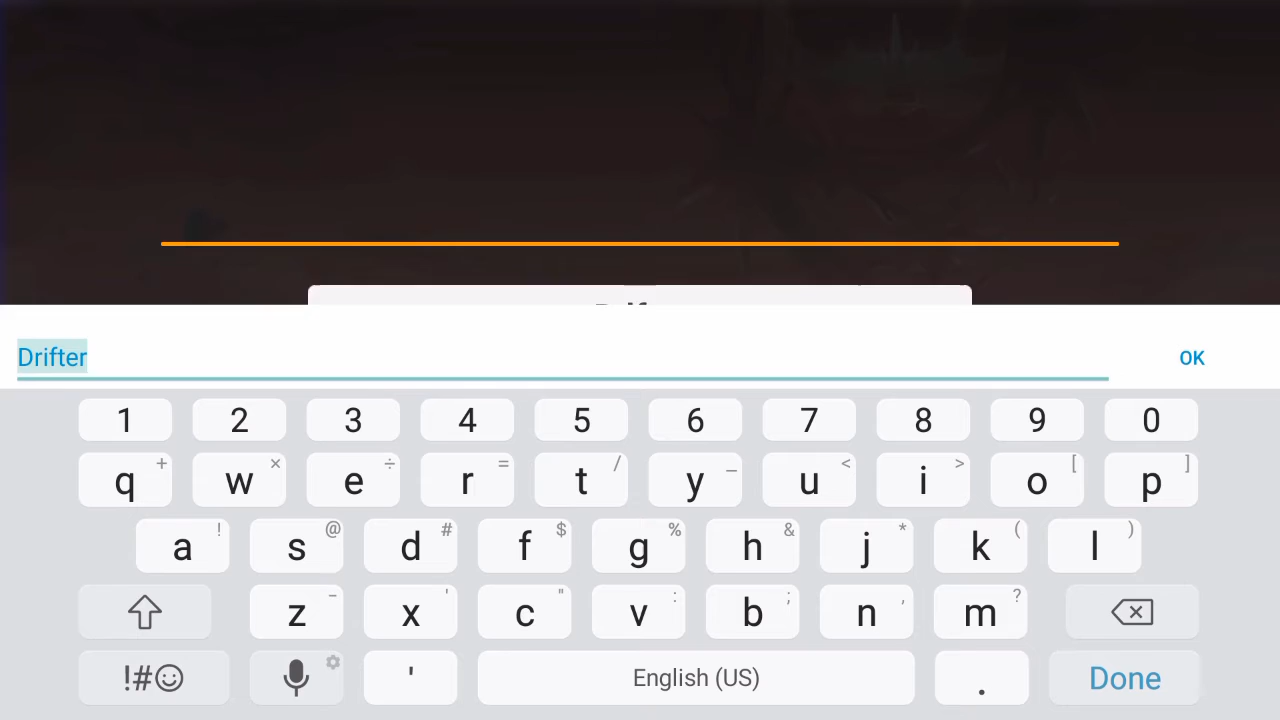 Drifter
OK
1 2 3 4 5 6 7 8 9 0
q + w × e ÷ r = t / y _ u < i > o [ p ]
a ! s @ d # f $ g % h & j * k ( l )
z - x ' c " v : b ; n , m ?
!#☺ ' English (US) . Done